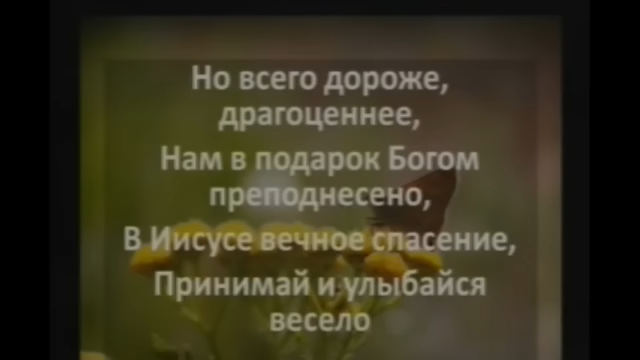 Но всего дороже,
драгоценнее,
Нам в подарок Богом
преподнесено,
В Иисусе вечное спасение,
Принимай и улыбайся
весело